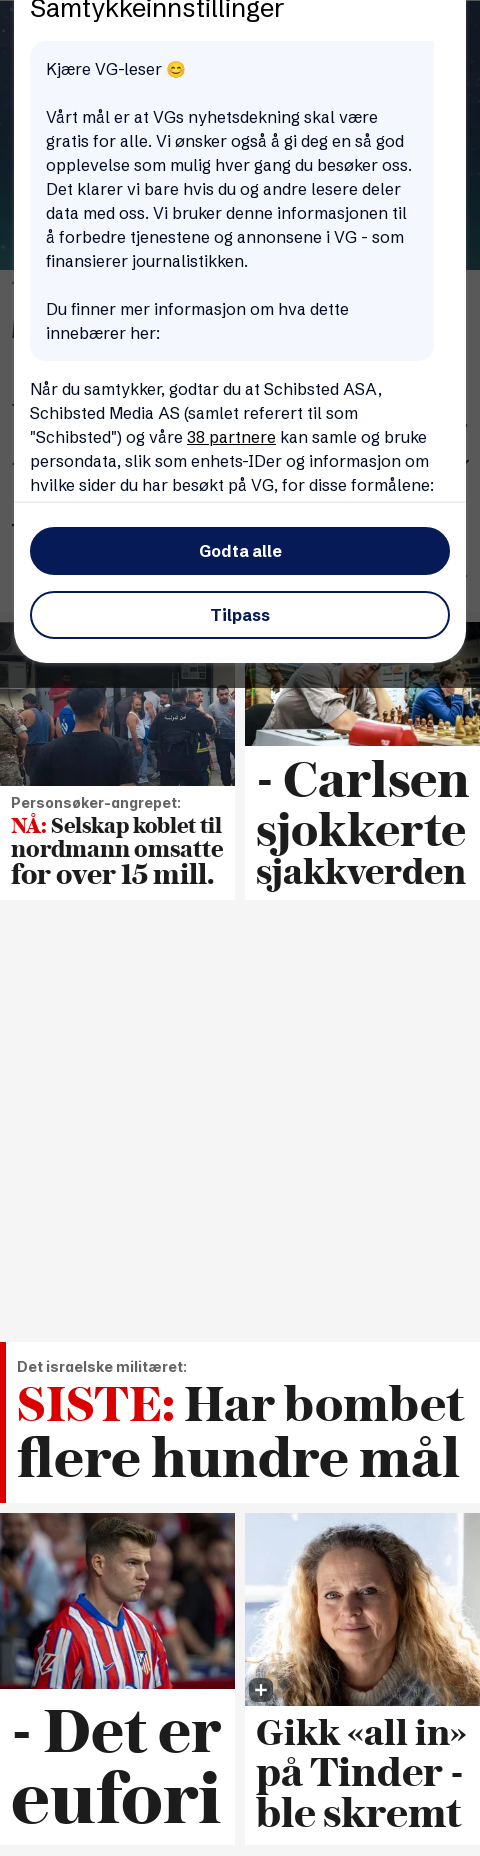 Samtykkeinnstillinger
Kjære VG-leser 😊
Vårt mål er at VGs nyhetsdekning skal være
gratis for alle. Vi ønsker også å gi deg en så god
opplevelse som mulig hver gang du besøker oss.
Det klarer vi bare hvis du og andre lesere deler
data med oss. Vi bruker denne informasjonen til
å forbedre tjenestene og annonsene i VG - som
finansierer journalistikken.
Du finner mer informasjon om hva dette
innebærer her:
Når du samtykker, godtar du at Schibsted ASA,
Schibsted Media AS (samlet referert til som
"Schibsted") og våre 38 partnere kan samle og bruke
persondata, slik som enhets-IDer og informasjon om
hvilke sider du har besøkt på VG, for disse formålene:
Godta alle
Tilpass
Personsøker-angrepet:
NÅ: Selskap koblet til
nordmann omsatte
for over 15 mill.
- Carlsen
sjokkerte
sjakkverden
Det israelske militæret:
SISTE: Har bombet
flere hundre mål
- Det er
eufori
Gikk «all in»
på Tinder -
ble skremt